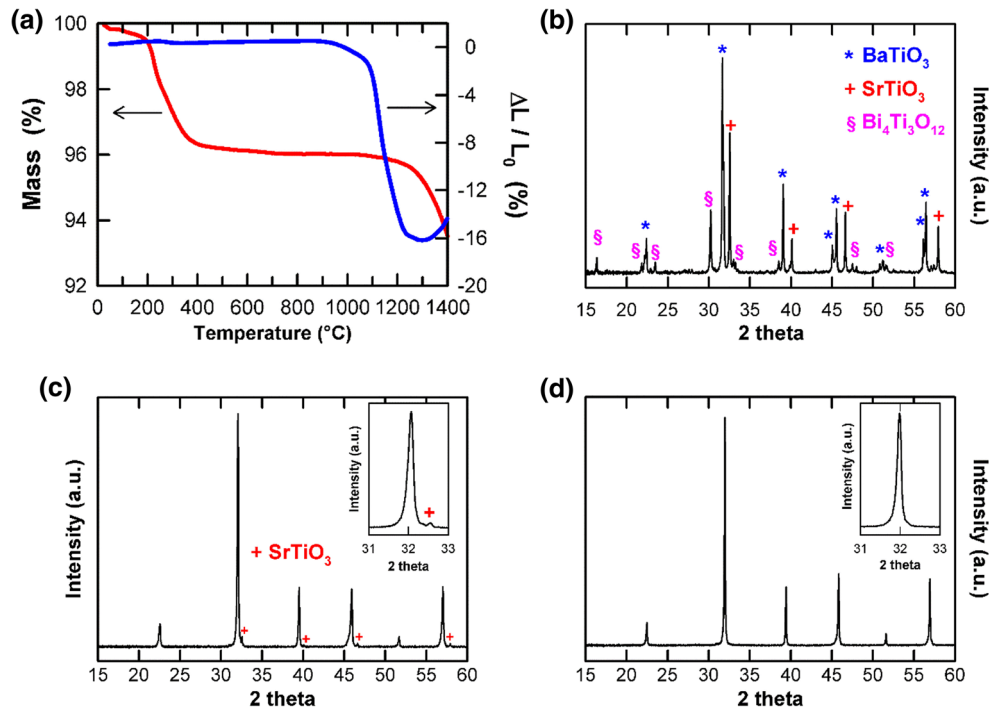 (a)
100
98
96
94
92
Mass (%)
0
-4
-8
-12
-16
-20
ΔL / L0 (%)
0 200 400 600 800 1000 1200 1400
Temperature (°C)
(b)
* BaTiO3
+ SrTiO3
§ Bi4Ti3O12
§ § * § § * + § § * + * * + § * § * * +
Intensity (a.u.)
15 20 25 30 35 40 45 50 55 60
2 theta
(c)
Intensity (a.u.)
+ SrTiO3
+ + + +
15 20 25 30 35 40 45 50 55 60
2 theta
Intensity (a.u.)
+
31 32 33
2 theta
(d)
Intensity (a.u.)
31 32 33
2 theta
Intensity (a.u.)
15 20 25 30 35 40 45 50 55 60
2 theta